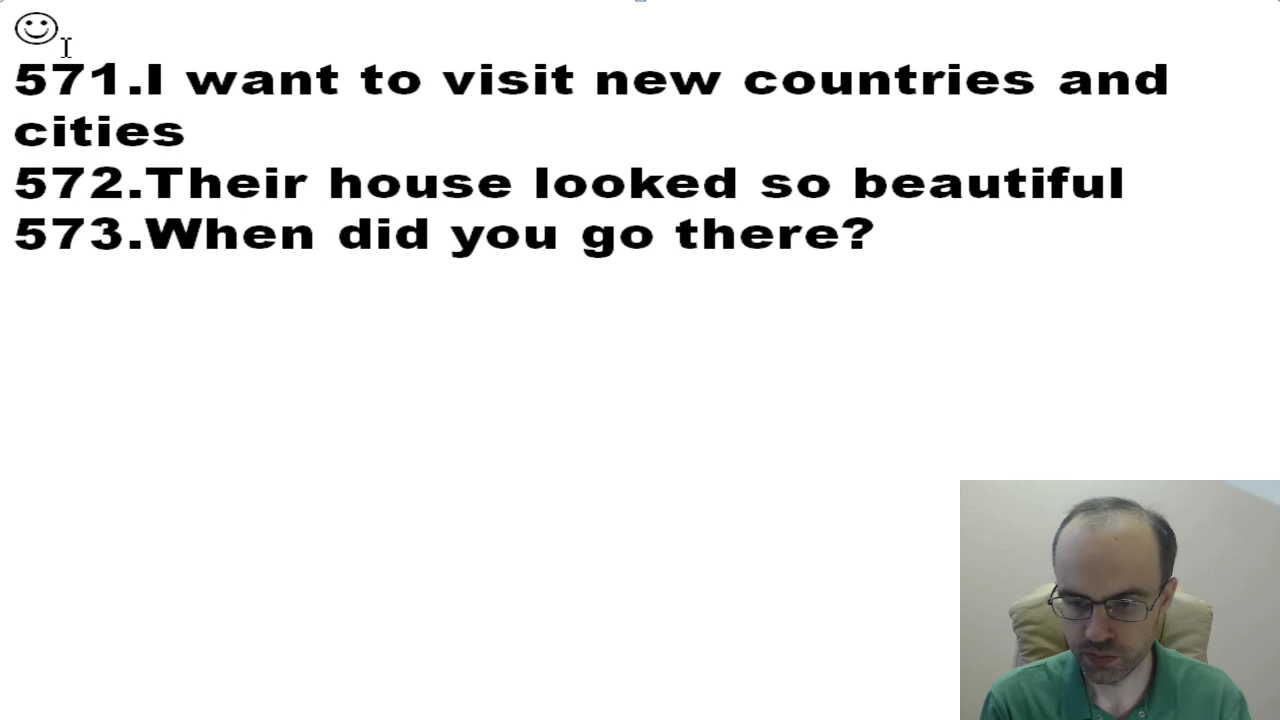 571.I want to visit new countries and
cities
572.Their house looked so beautiful
573.When did you go there?